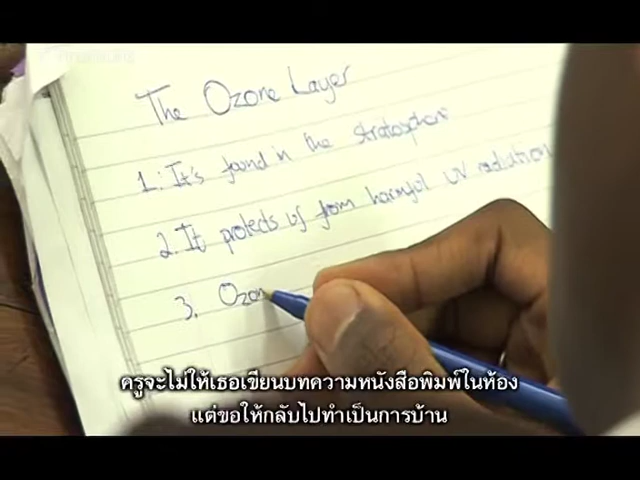 The Ozone Layer
1. It's found in the stratosphere
2. It protects us from harmful UV radiation
3. Ozon
ครูจะไม่ให้เธอเขียนบทความหนังสือพิมพ์ในห้อง
แต่ขอให้กลับไปทำเป็นการบ้าน